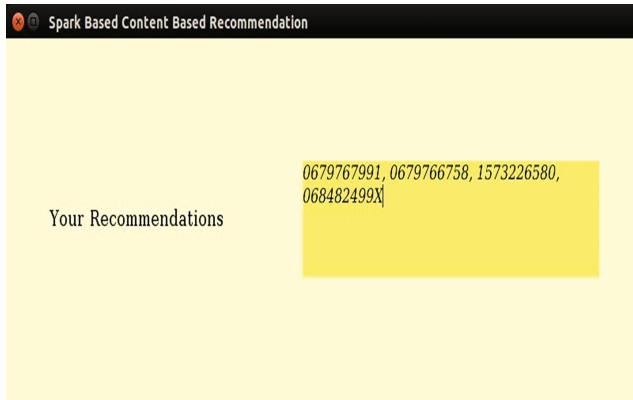 Spark Based Content Based Recommendation
0679767991, 0679766758, 1573226580,
068482499X
Your Recommendations